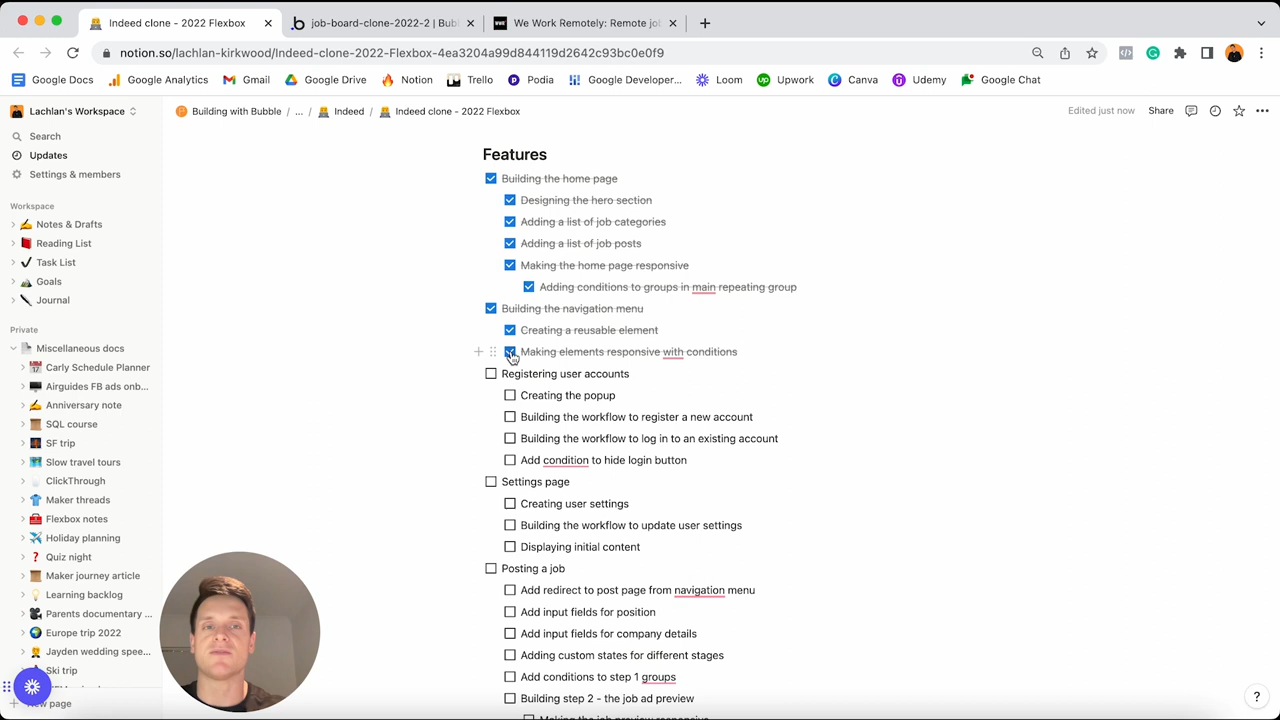 Indeed clone - 2022 Flexbox
job-board-clone-2022-2 | Bub
We Work Remotely: Remote jo
notion.so/lachlan-kirkwood/Indeed-clone-2022-Flexbox-4ea3204a99d844119d2642c93bc0e0f9
Google Docs
Google Analytics
Gmail
Google Drive
Notion
Trello
Podia
Google Developer...
Loom
Upwork
Canva
Udemy
Google Chat
Lachlan's Workspace
Building with Bubble / ... / Indeed / Indeed clone - 2022 Flexbox
Edited just now
Share
Search
Updates
Settings & members
Workspace
Notes & Drafts
Reading List
Task List
Goals
Journal
Private
Miscellaneous docs
Carly Schedule Planner
Airguides FB ads onb...
Anniversary note
SQL course
SF trip
Slow travel tours
ClickThrough
Maker threads
Flexbox notes
Holiday planning
Quiz night
Maker journey article
Learning backlog
Parents documentary ...
Europe trip 2022
Jayden wedding spee...
Ski trip
New page
Features
Building the home page
Designing the hero section
Adding a list of job categories
Adding a list of job posts
Making the home page responsive
Adding conditions to groups in main repeating group
Building the navigation menu
Creating a reusable element
Making elements responsive with conditions
Registering user accounts
Creating the popup
Building the workflow to register a new account
Building the workflow to log in to an existing account
Add condition to hide login button
Settings page
Creating user settings
Building the workflow to update user settings
Displaying initial content
Posting a job
Add redirect to post page from navigation menu
Add input fields for position
Add input fields for company details
Adding custom states for different stages
Add conditions to step 1 groups
Building step 2 - the job ad preview
Making the job preview responsive
?